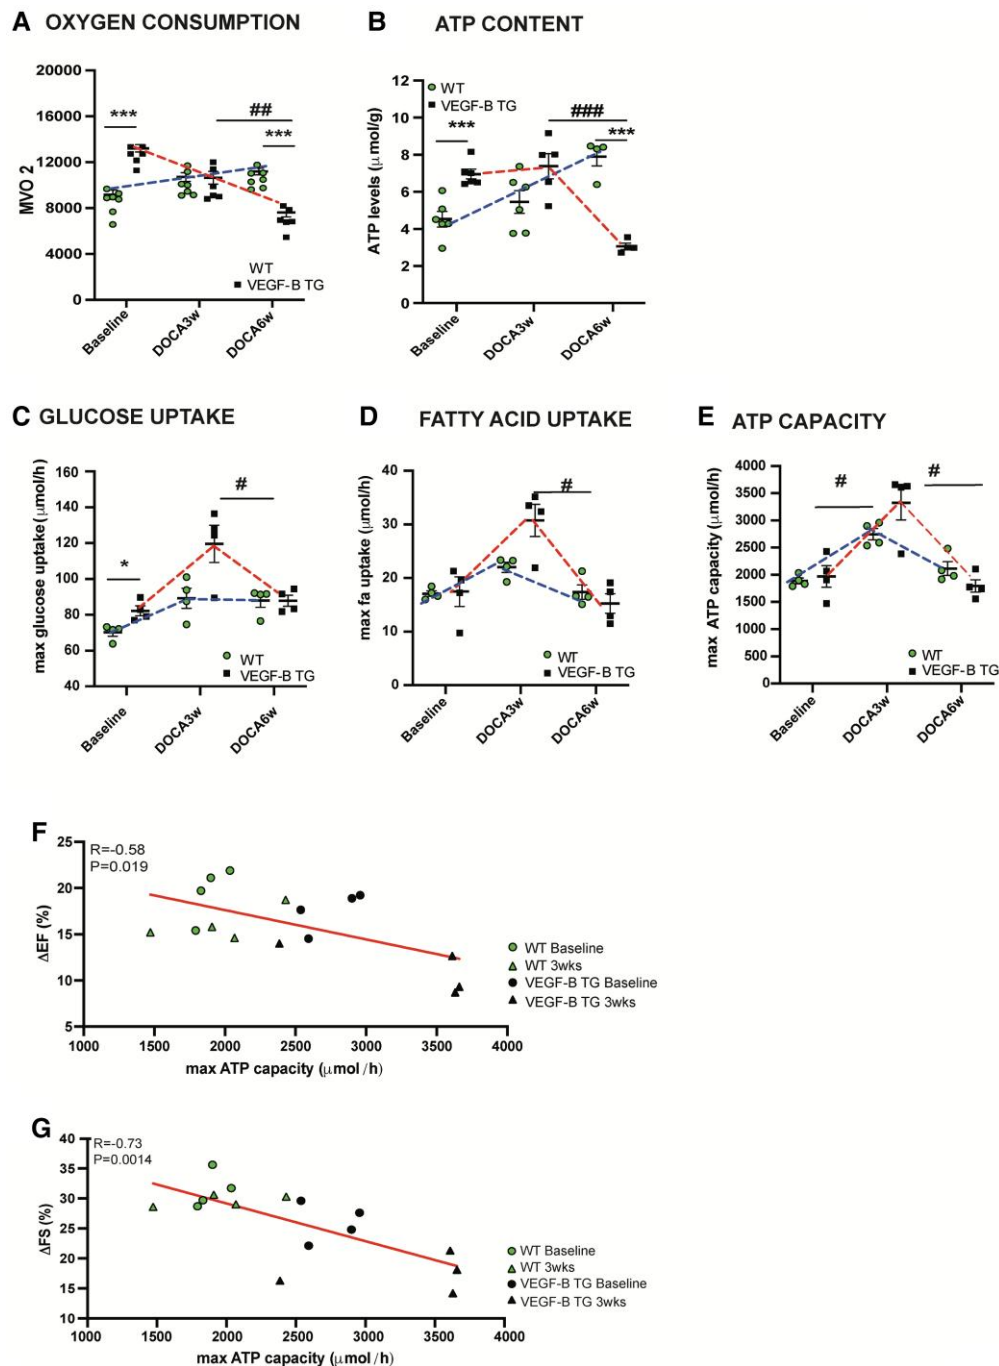 A OXYGEN CONSUMPTION
20000
16000
12000
8000
4000
0
MVO 2
***
##
***
WT
VEGF-B TG
Baseline
DOCA3w
DOCA6w
B ATP CONTENT
12
10
8
6
4
2
0
ATP levels (μmol/g)
WT
VEGF-B TG
***
###
***
Baseline
DOCA3w
DOCA6w
C GLUCOSE UPTAKE
160
140
120
100
80
60
40
max glucose uptake (μmol/h)
*
#
WT
VEGF-B TG
Baseline
DOCA3w
DOCA6w
D FATTY ACID UPTAKE
40
30
20
10
0
max fa uptake (μmol/h)
#
WT
VEGF-B TG
Baseline
DOCA3w
DOCA6w
E ATP CAPACITY
4000
3500
3000
2500
2000
1500
1000
500
0
max ATP capacity (μmol/h)
#
#
WT
VEGF-B TG
Baseline
DOCA3w
DOCA6w
F
R=-0.58
P=0.019
25
20
15
10
5
ΔEF (%)
1000 1500 2000 2500 3000 3500 4000
max ATP capacity (μmol /h)
WT Baseline
WT 3wks
VEGF-B TG Baseline
VEGF-B TG 3wks
G
R=-0.73
P=0.0014
40
35
30
25
20
15
10
ΔFS (%)
1000 1500 2000 2500 3000 3500 4000
max ATP capacity (μmol /h)
WT Baseline
WT 3wks
VEGF-B TG Baseline
VEGF-B TG 3wks